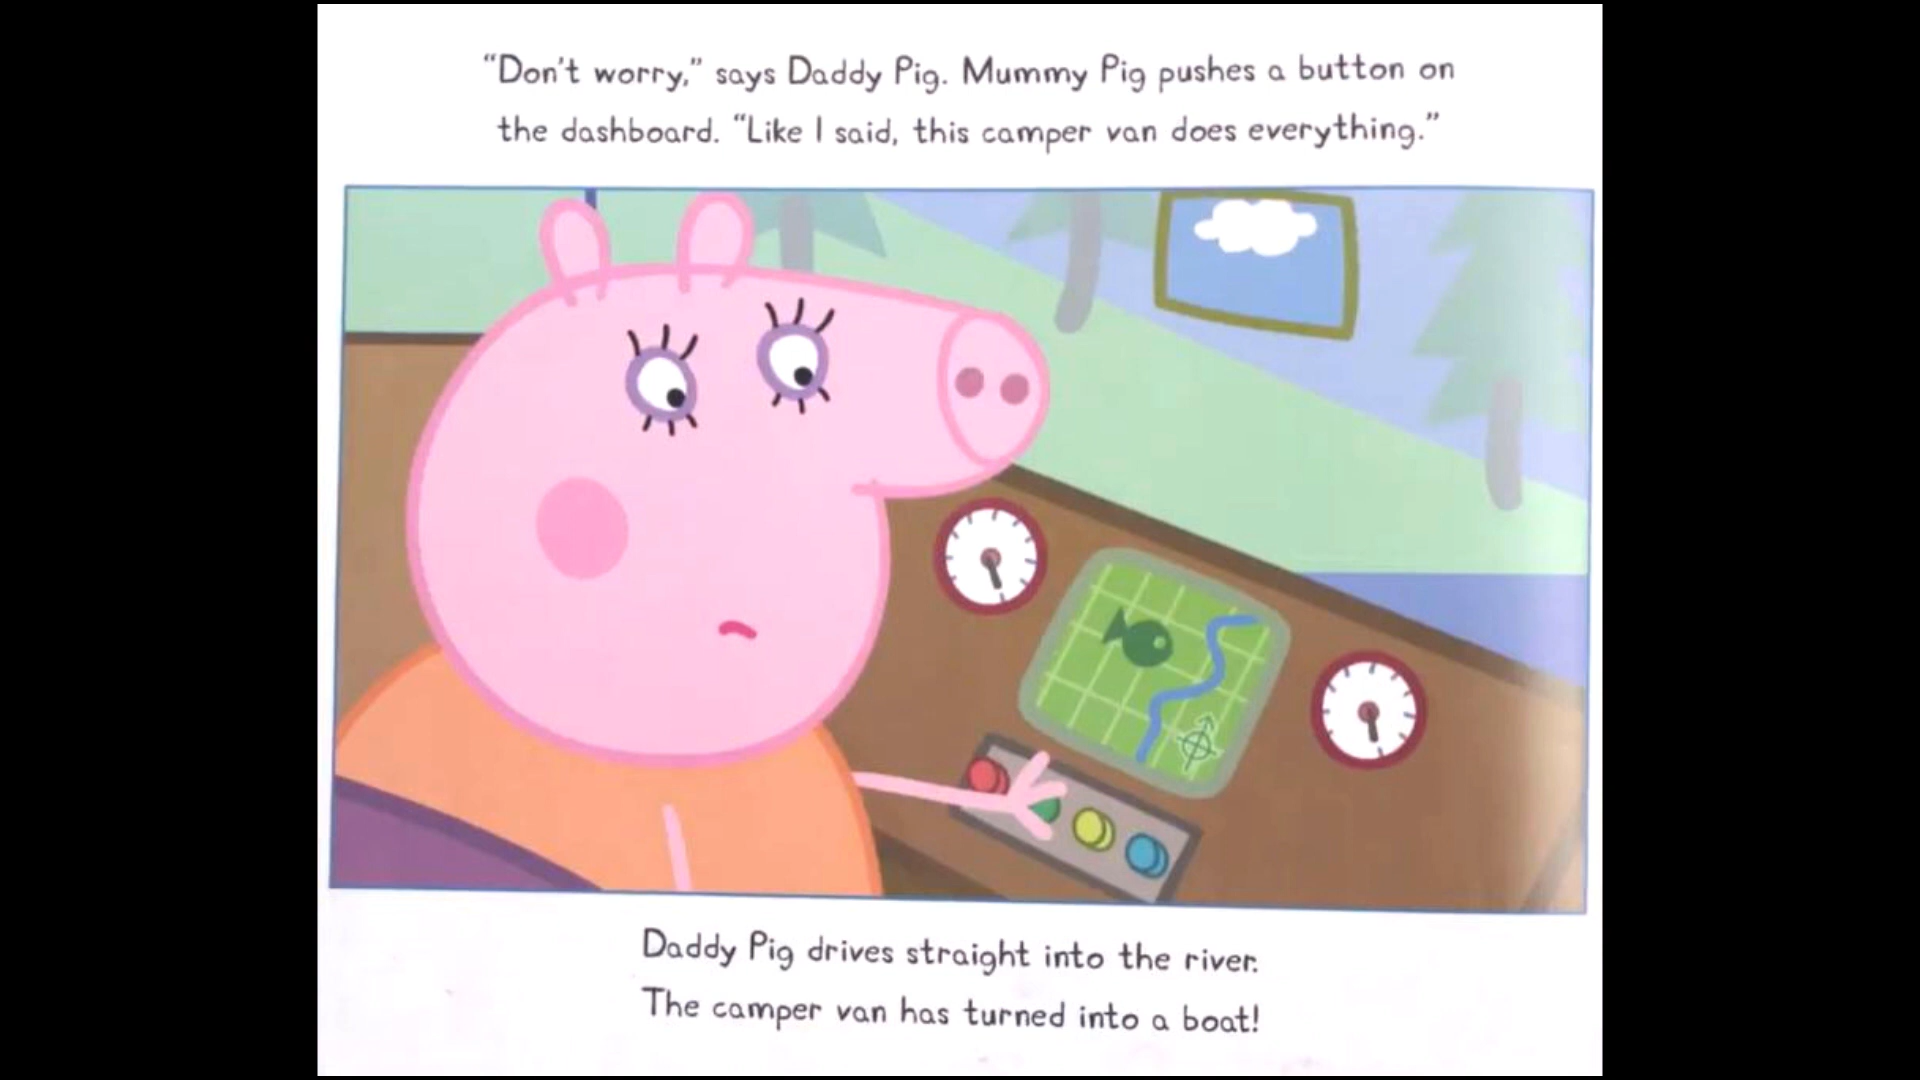 “Don't worry,” says Daddy Pig. Mummy Pig pushes a button on
the dashboard. “Like I said, this camper van does everything.”
Daddy Pig drives straight into the river.
The camper van has turned into a boat!